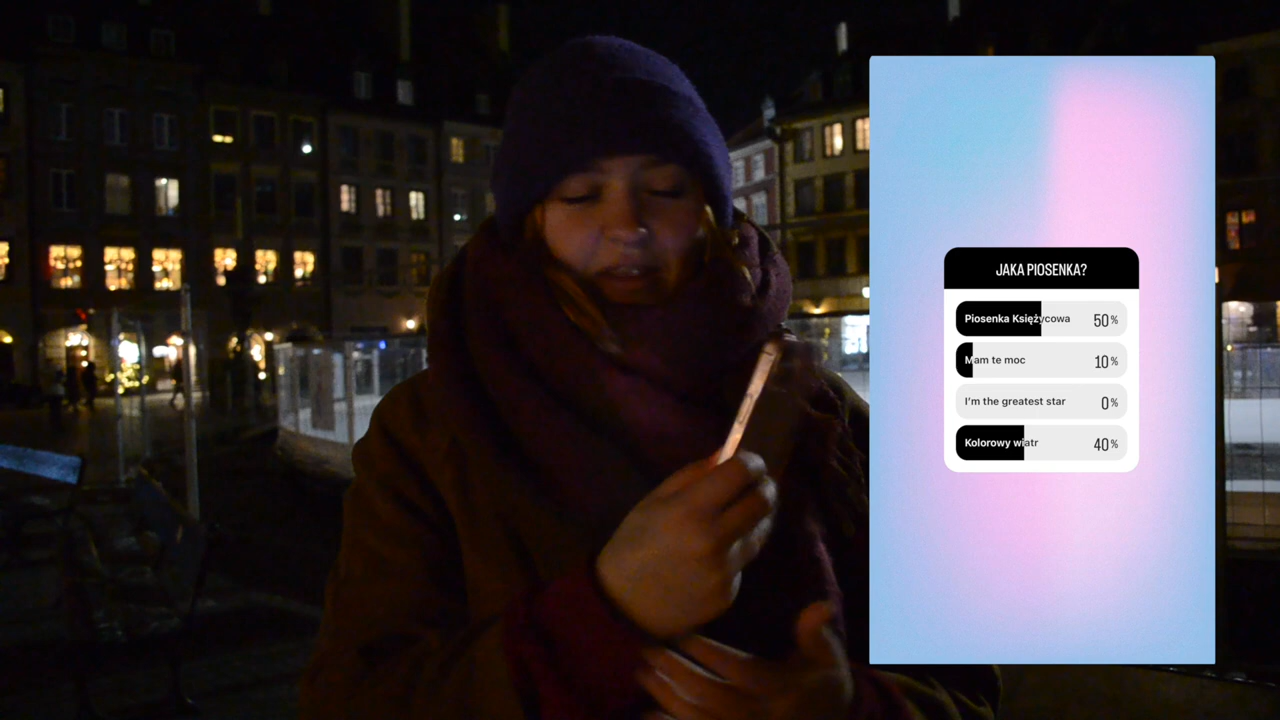 JAKA PIOSENKA?
Piosenka Księżycowa 50%
Mam te moc 10%
I'm the greatest star 0%
Kolorowy wiatr 40%